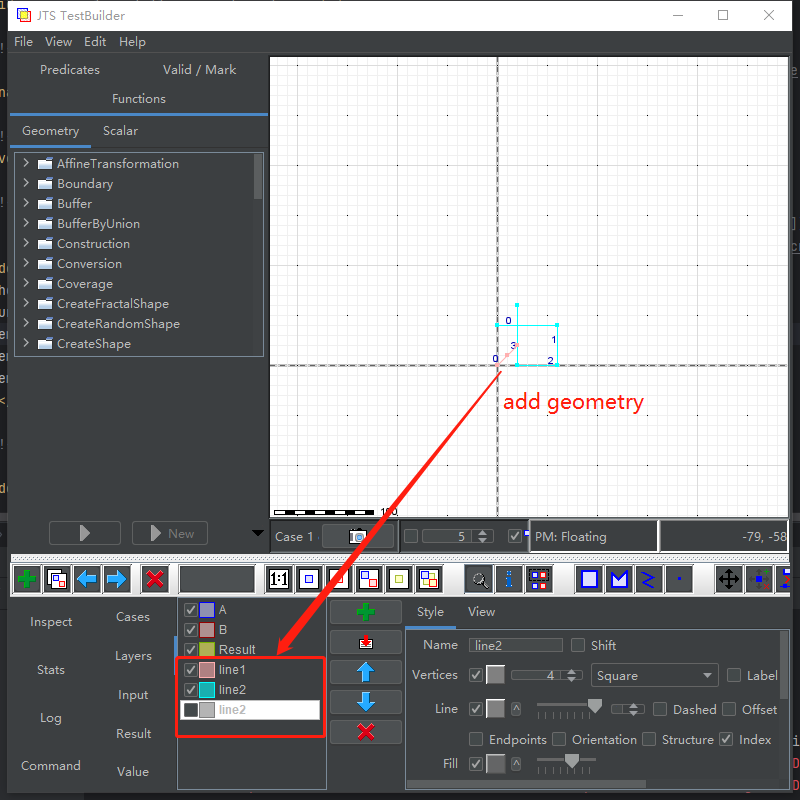 JTS TestBuilder
File View Edit Help
Predicates Valid / Mark
Functions
Geometry Scalar
AffineTransformation
Boundary
Buffer
BufferByUnion
Construction
Conversion
Coverage
CreateFractalShape
CreateRandomShape
CreateShape
0
1
3
0 2
add geometry
New
Case 1 5 PM: Floating -79, -58
1:1
Inspect Cases
Stats Layers
Log Input
Command Result
Value
A
B
Result
line1
line2
line2
Style View
Name line2 Shift
Vertices 4 Square Label
Line Dashed Offset
Endpoints Orientation Structure Index
Fill